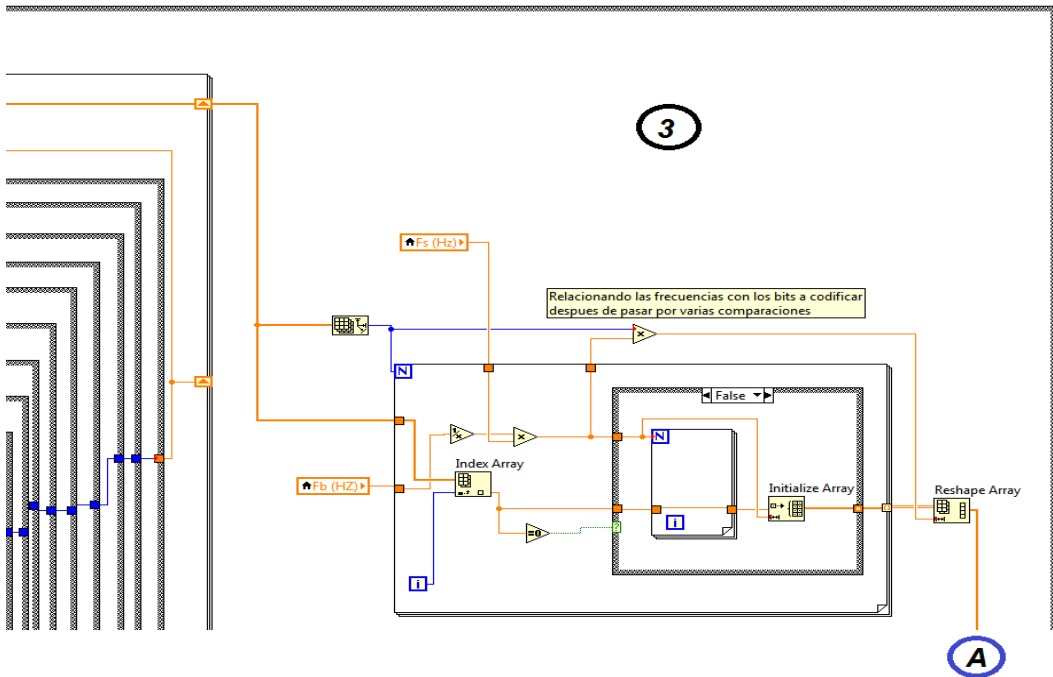 3
Fs (Hz)
Relacionando las frecuencias con los bits a codificar
despues de pasar por varias comparaciones
x
N
False
x
x
N
Index Array
Initialize Array
Reshape Array
Fb (HZ)
i
=0
?
i
A